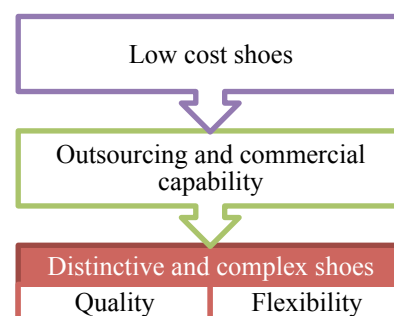 Low cost shoes
Outsourcing and commercial
capability
Distinctive and complex shoes
Quality Flexibility